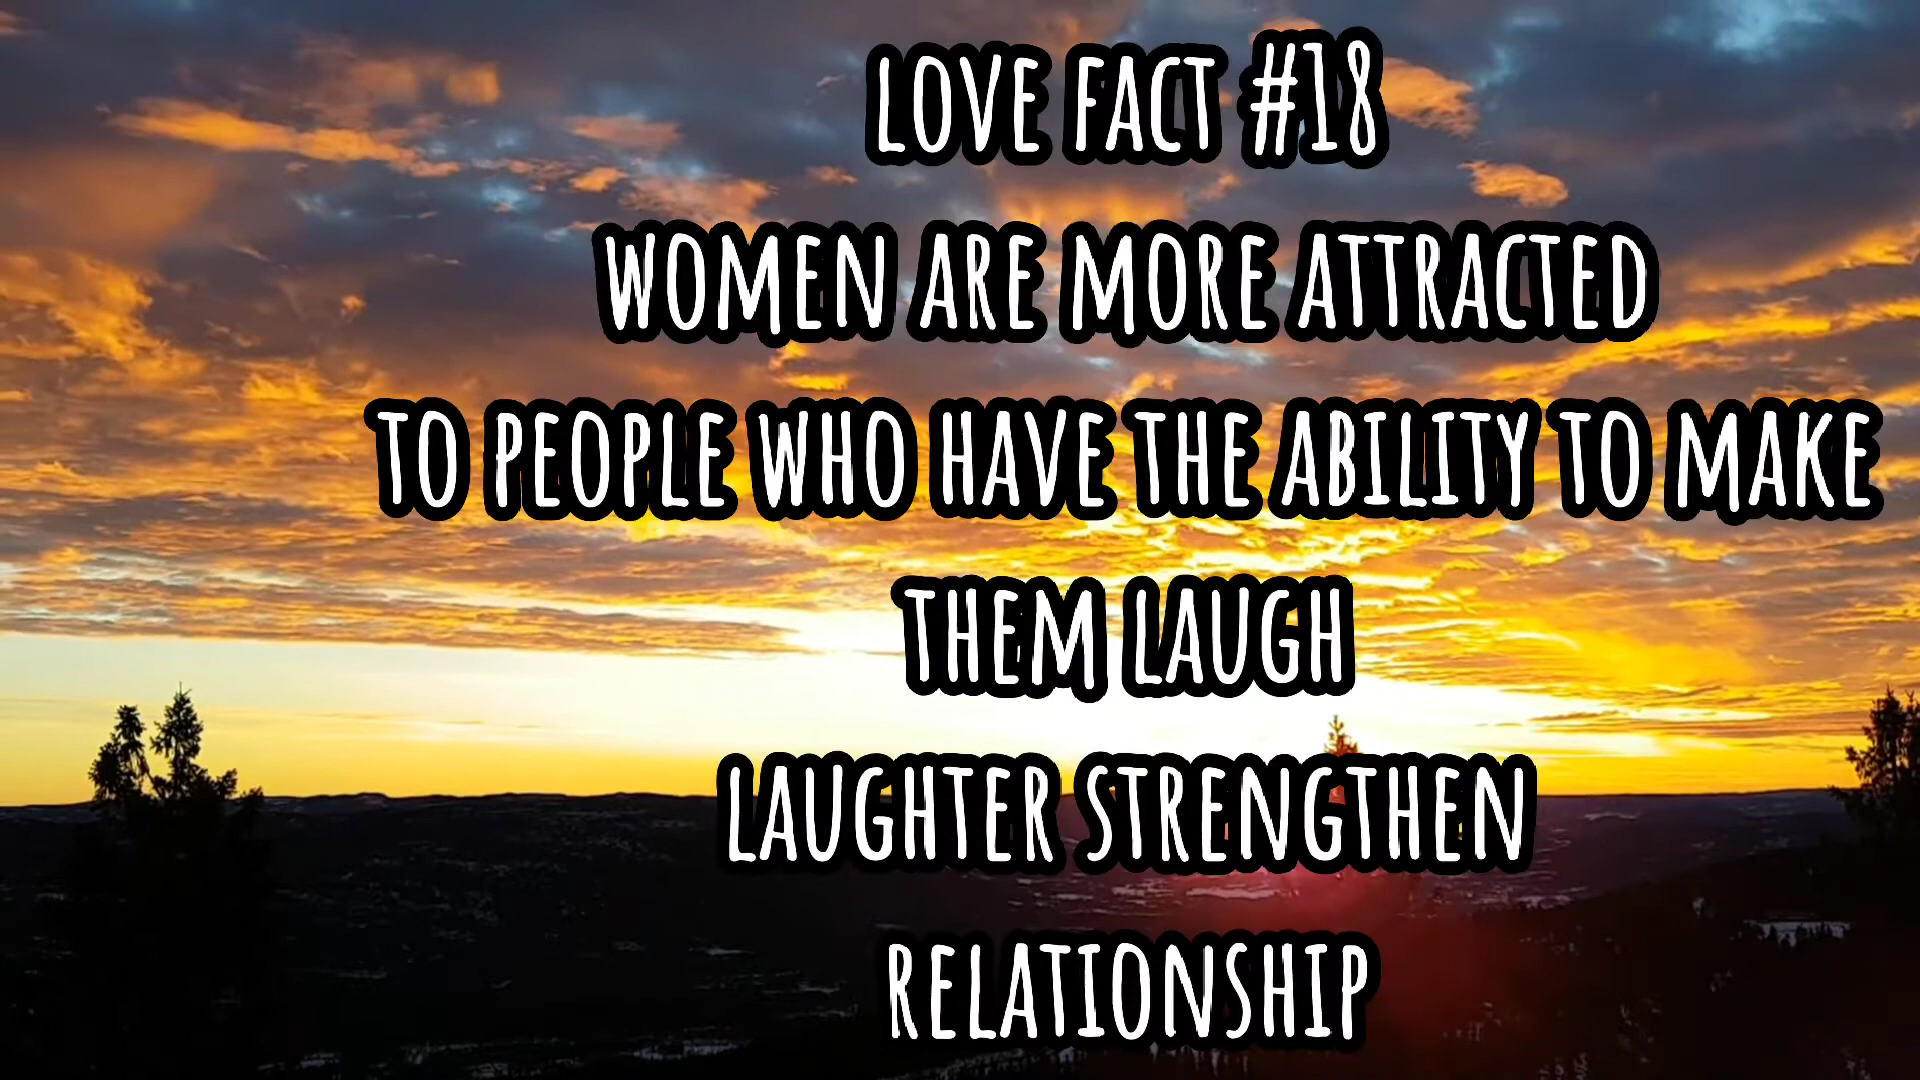 LOVE FACT #18
WOMEN ARE MORE ATTRACTED
TO PEOPLE WHO HAVE THE ABILITY TO MAKE
THEM LAUGH
LAUGHTER STRENGTHEN
RELATIONSHIP